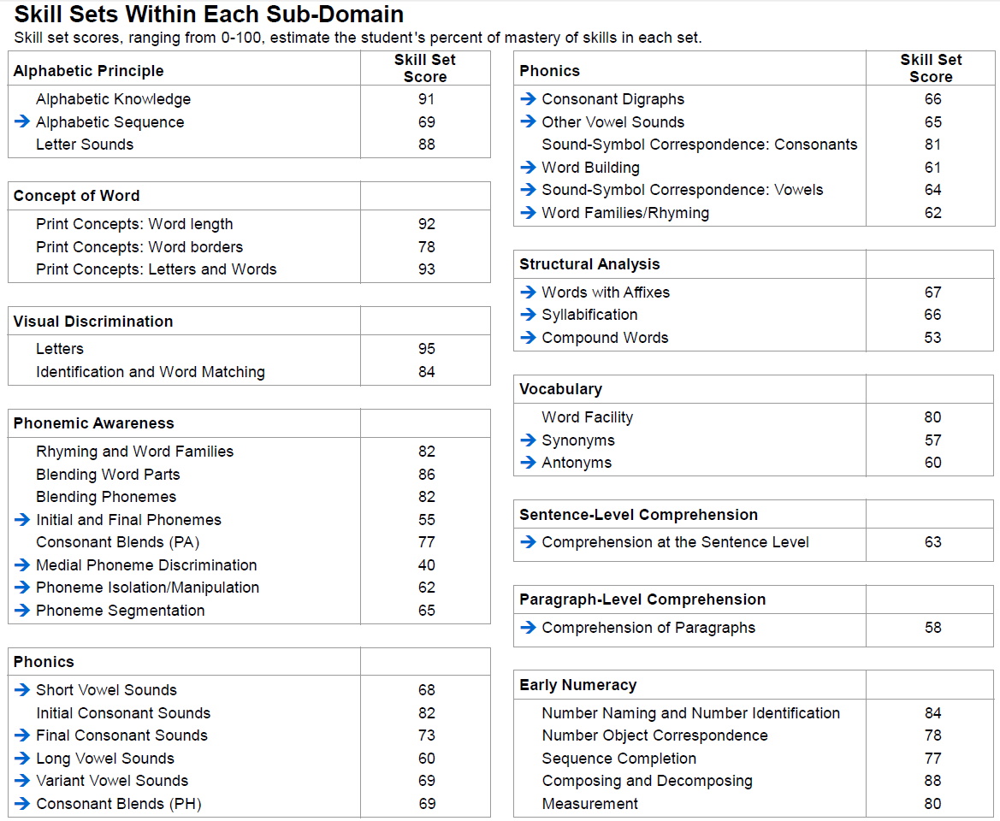 Skill Sets Within Each Sub-Domain
Skill set scores, ranging from 0-100, estimate the student's percent of mastery of skills in each set.
Alphabetic Principle Skill Set Score
Alphabetic Knowledge 91
Alphabetic Sequence 69
Letter Sounds 88
Concept of Word
Print Concepts: Word length 92
Print Concepts: Word borders 78
Print Concepts: Letters and Words 93
Visual Discrimination
Letters 95
Identification and Word Matching 84
Phonemic Awareness
Rhyming and Word Families 82
Blending Word Parts 86
Blending Phonemes 82
Initial and Final Phonemes 55
Consonant Blends (PA) 77
Medial Phoneme Discrimination 40
Phoneme Isolation/Manipulation 62
Phoneme Segmentation 65
Phonics
Short Vowel Sounds 68
Initial Consonant Sounds 82
Final Consonant Sounds 73
Long Vowel Sounds 60
Variant Vowel Sounds 69
Consonant Blends (PH) 69
Phonics Skill Set Score
Consonant Digraphs 66
Other Vowel Sounds 65
Sound-Symbol Correspondence: Consonants 81
Word Building 61
Sound-Symbol Correspondence: Vowels 64
Word Families/Rhyming 62
Structural Analysis
Words with Affixes 67
Syllabification 66
Compound Words 53
Vocabulary
Word Facility 80
Synonyms 57
Antonyms 60
Sentence-Level Comprehension
Comprehension at the Sentence Level 63
Paragraph-Level Comprehension
Comprehension of Paragraphs 58
Early Numeracy
Number Naming and Number Identification 84
Number Object Correspondence 78
Sequence Completion 77
Composing and Decomposing 88
Measurement 80